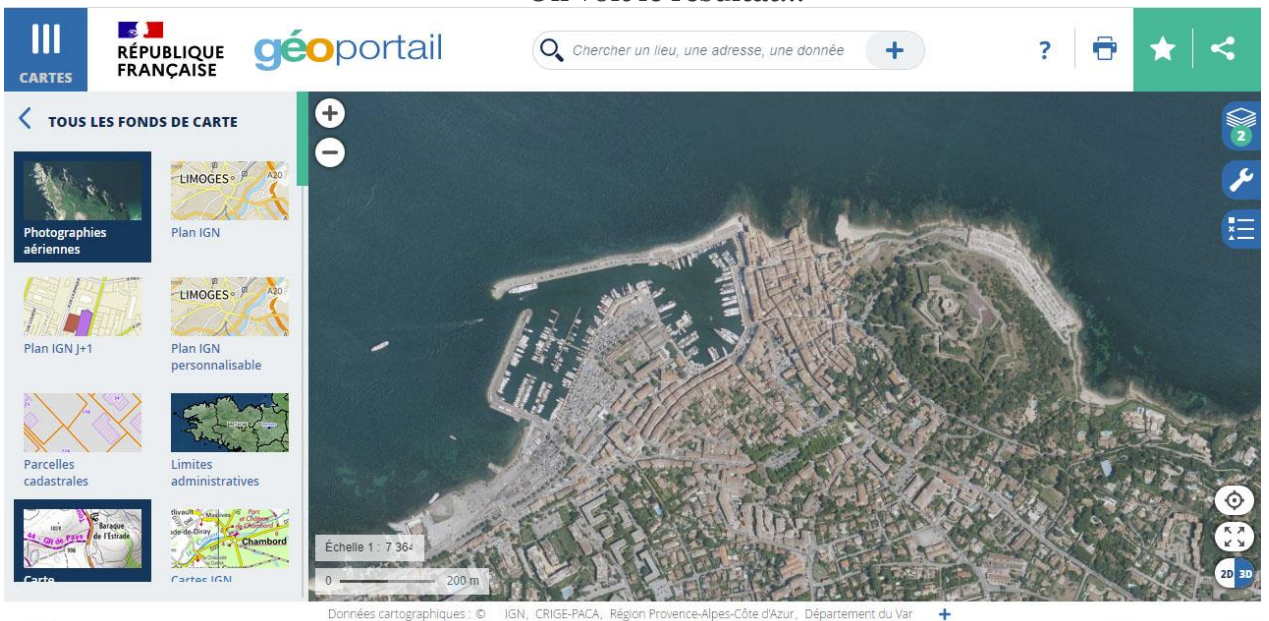 RÉPUBLIQUE
FRANÇAISE
géoportail
Chercher un lieu, une adresse, une donnée
+
?
CARTES
TOUS LES FONDS DE CARTE
+
−
2
LIMOGES
A20
Photographies
aériennes
Plan IGN
LIMOGES
A20
Plan IGN J+1
Plan IGN
personnalisable
Parcelles
cadastrales
Limites
administratives
Baraque
de l'Estrade
Chambord
Carte
Cartes IGN
Échelle 1 : 7 364
0 200 m
2D 3D
Données cartographiques : © IGN, CRIGE-PACA, Région Provence-Alpes-Côte d'Azur, Département du Var +